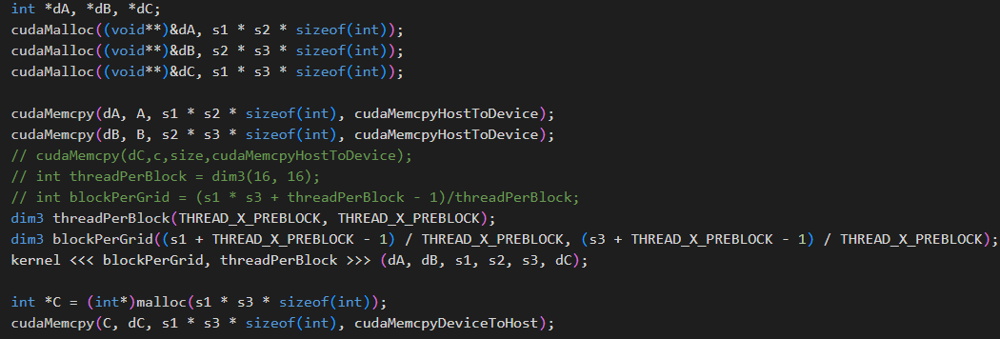 int *dA, *dB, *dC;
cudaMalloc((void**)&dA, s1 * s2 * sizeof(int));
cudaMalloc((void**)&dB, s2 * s3 * sizeof(int));
cudaMalloc((void**)&dC, s1 * s3 * sizeof(int));
cudaMemcpy(dA, A, s1 * s2 * sizeof(int), cudaMemcpyHostToDevice);
cudaMemcpy(dB, B, s2 * s3 * sizeof(int), cudaMemcpyHostToDevice);
// cudaMemcpy(dC,c,size,cudaMemcpyHostToDevice);
// int threadPerBlock = dim3(16, 16);
// int blockPerGrid = (s1 * s3 + threadPerBlock - 1)/threadPerBlock;
dim3 threadPerBlock(THREAD_X_PREBLOCK, THREAD_X_PREBLOCK);
dim3 blockPerGrid((s1 + THREAD_X_PREBLOCK - 1) / THREAD_X_PREBLOCK, (s3 + THREAD_X_PREBLOCK - 1) / THREAD_X_PREBLOCK);
kernel <<< blockPerGrid, threadPerBlock >>> (dA, dB, s1, s2, s3, dC);
int *C = (int*)malloc(s1 * s3 * sizeof(int));
cudaMemcpy(C, dC, s1 * s3 * sizeof(int), cudaMemcpyDeviceToHost);